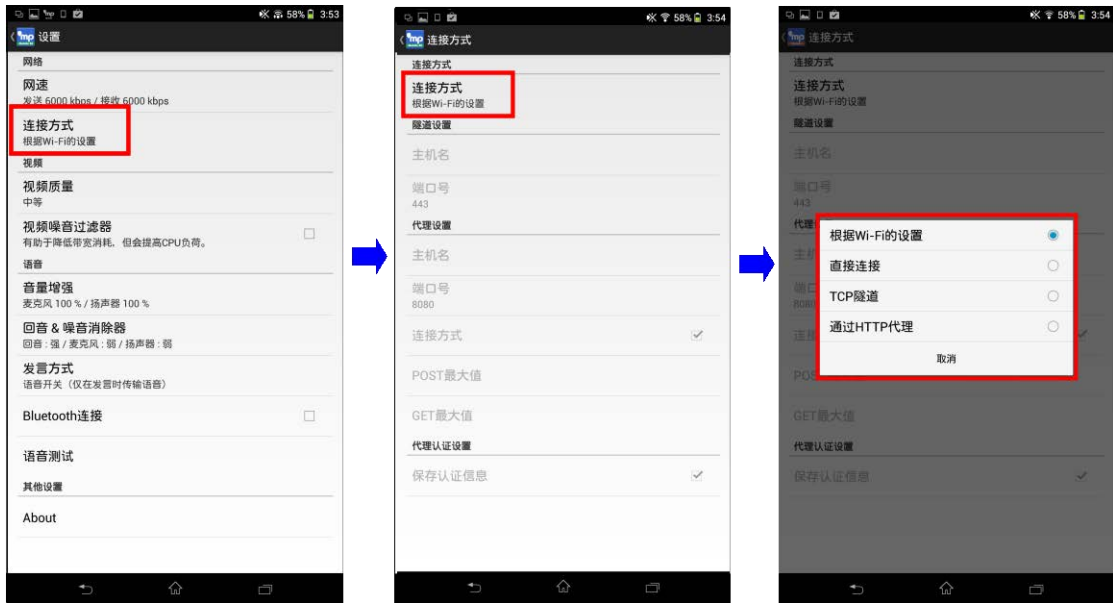 58% 3:53
mp 设置
网络
网速
发送 6000 kbps / 接收 6000 kbps
连接方式
根据Wi-Fi的设置
视频
视频质量
中等
视频噪音过滤器
有助于降低带宽消耗，但会提高CPU负荷。
语音
音量增强
麦克风 100 % / 扬声器 100 %
回音 & 噪音消除器
回音 : 强 / 麦克风 : 弱 / 扬声器 : 弱
发言方式
语音开关（仅在发言时传输语音）
Bluetooth连接
语音测试
其他设置
About
58% 3:54
mp 连接方式
连接方式
连接方式
根据Wi-Fi的设置
隧道设置
主机名
端口号
443
代理设置
主机名
端口号
8080
连接方式
POST最大值
GET最大值
代理认证设置
保存认证信息
58% 3:54
mp 连接方式
连接方式
连接方式
根据Wi-Fi的设置
隧道设置
主机名
端口号
443
代理
根据Wi-Fi的设置
直接连接
TCP隧道
通过HTTP代理
取消
GET最大值
代理认证设置
保存认证信息